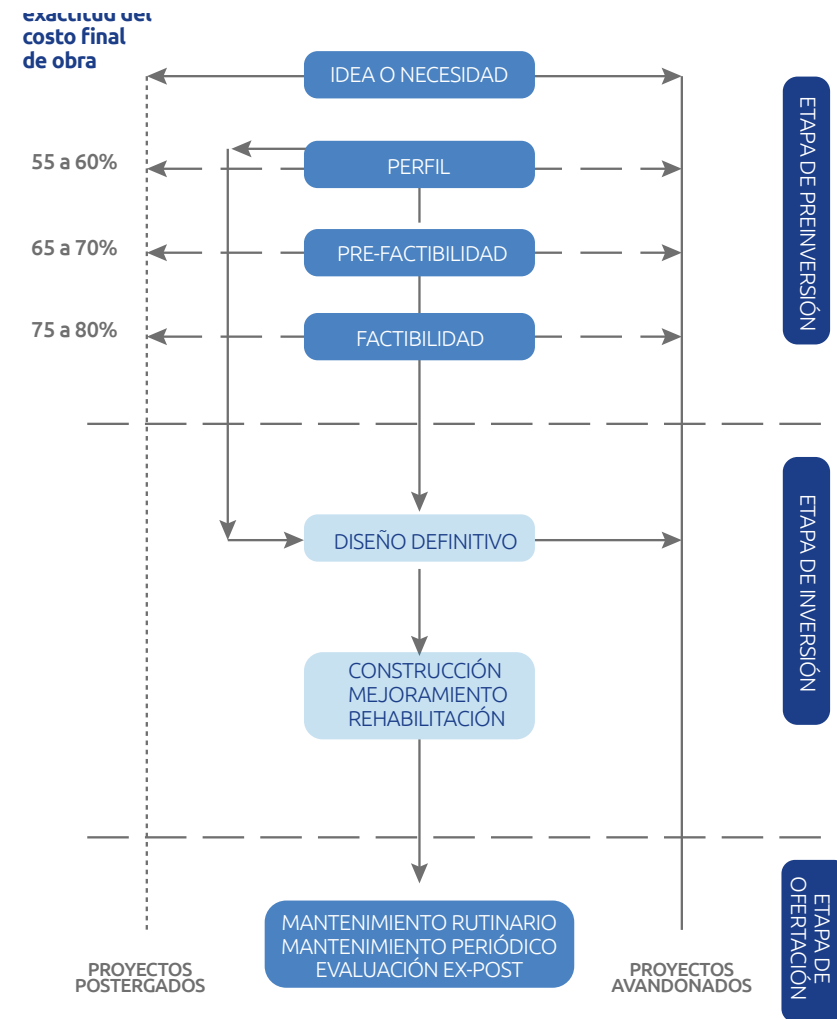 exactitud del
costo final
de obra
IDEA O NECESIDAD
55 a 60%
PERFIL
65 a 70%
PRE-FACTIBILIDAD
75 a 80%
FACTIBILIDAD
ETAPA DE PREINVERSIÓN
DISEÑO DEFINITIVO
CONSTRUCCIÓN
MEJORAMIENTO
REHABILITACIÓN
ETAPA DE INVERSIÓN
MANTENIMIENTO RUTINARIO
MANTENIMIENTO PERIÓDICO
EVALUACIÓN EX-POST
PROYECTOS
POSTERGADOS
PROYECTOS
AVANDONADOS
ETAPA DE
OFERTACIÓN